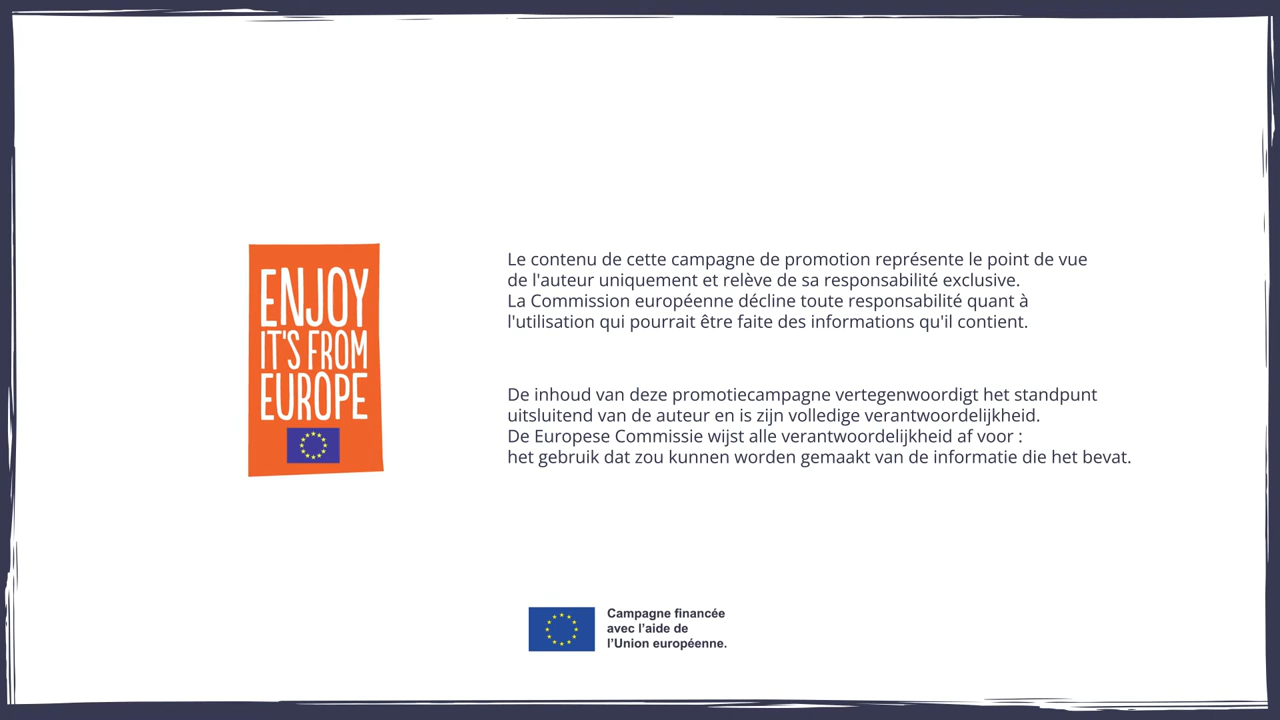 ENJOY
IT'S FROM
EUROPE
Le contenu de cette campagne de promotion représente le point de vue
de l'auteur uniquement et relève de sa responsabilité exclusive.
La Commission européenne décline toute responsabilité quant à
l'utilisation qui pourrait être faite des informations qu'il contient.
De inhoud van deze promotiecampagne vertegenwoordigt het standpunt
uitsluitend van de auteur en is zijn volledige verantwoordelijkheid.
De Europese Commissie wijst alle verantwoordelijkheid af voor :
het gebruik dat zou kunnen worden gemaakt van de informatie die het bevat.
Campagne financée
avec l’aide de
l’Union européenne.